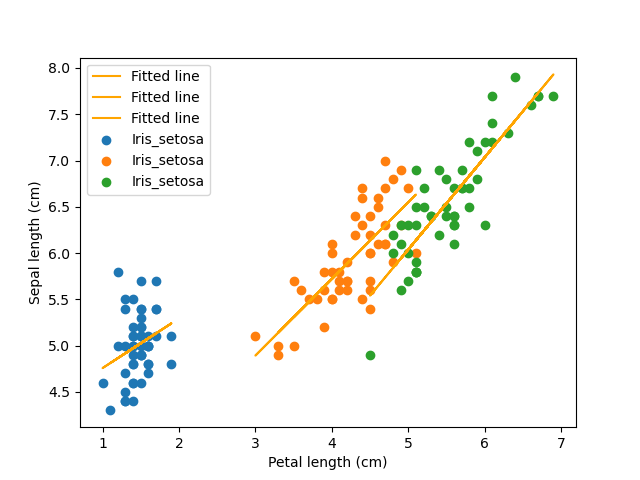 8.0
7.5
7.0
6.5
6.0
5.5
5.0
4.5
Sepal length (cm)
Fitted line
Fitted line
Fitted line
Iris_setosa
Iris_setosa
Iris_setosa
1 2 3 4 5 6 7
Petal length (cm)